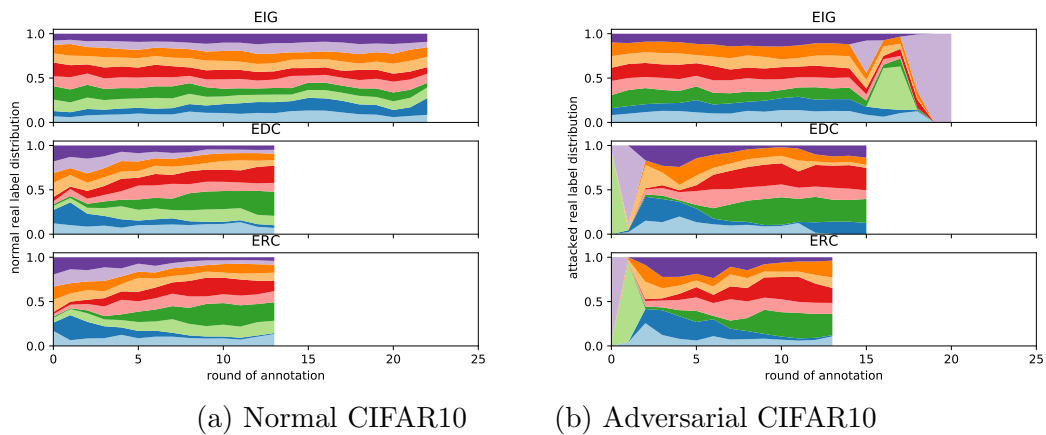 EIG
1.0
0.5
0.0
EDC
1.0
0.5
0.0
ERC
1.0
0.5
0.0
0 5 10 15 20 25
round of annotation
normal real label distribution
(a) Normal CIFAR10
EIG
1.0
0.5
0.0
EDC
1.0
0.5
0.0
ERC
1.0
0.5
0.0
0 5 10 15 20 25
round of annotation
attacked real label distribution
(b) Adversarial CIFAR10